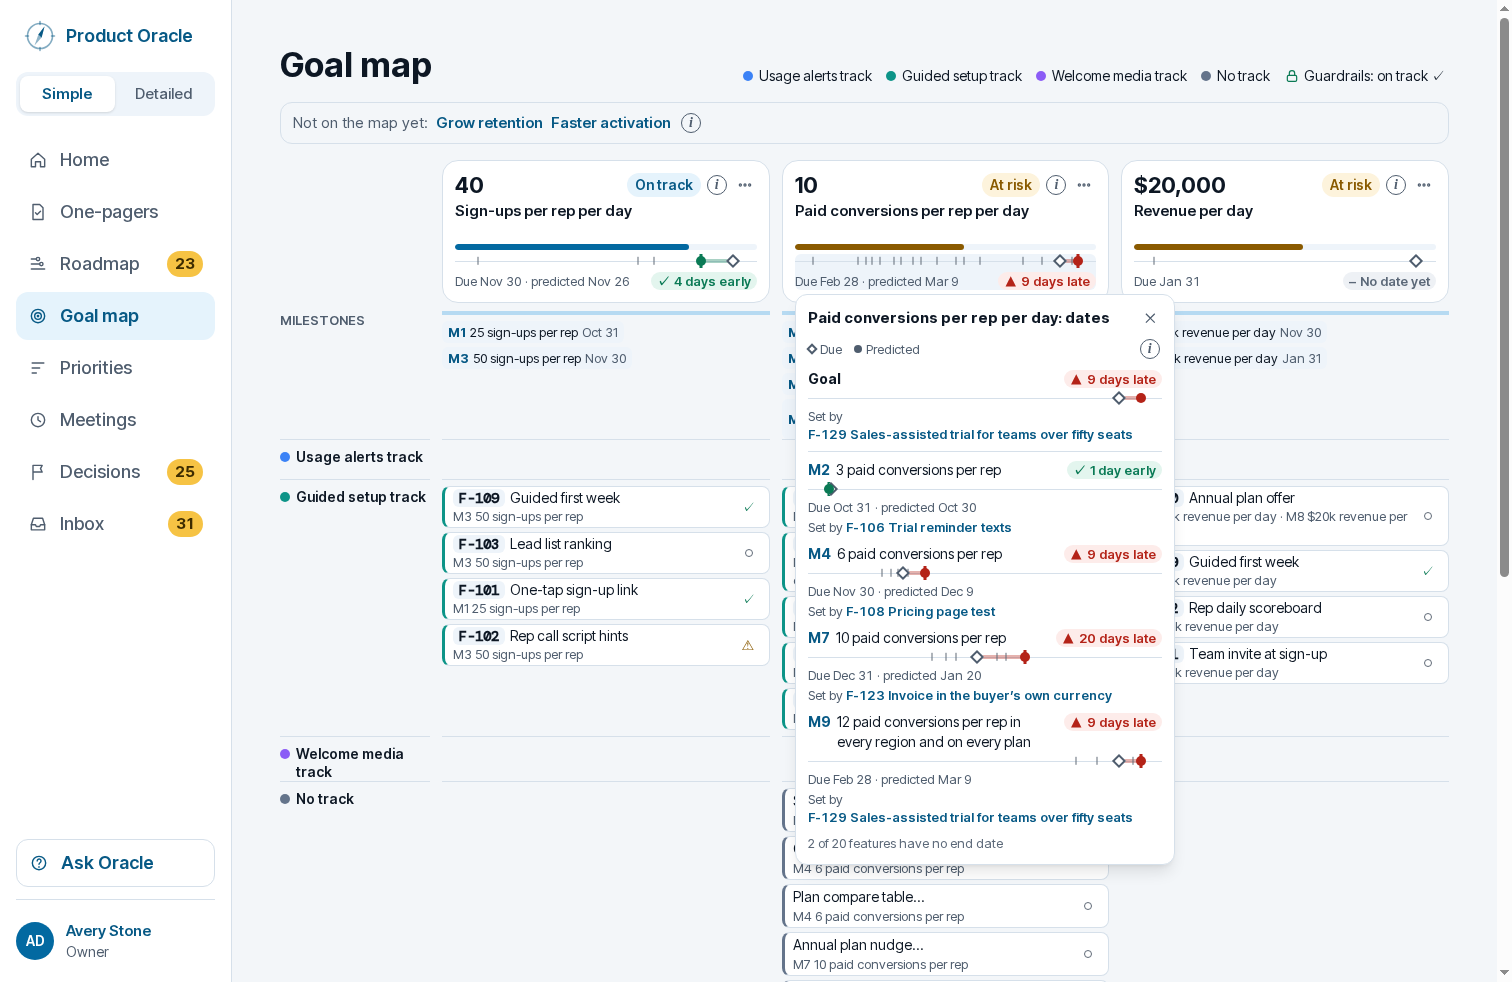 Product Oracle
Simple
Detailed
Home
One-pagers
Roadmap
23
Goal map
Priorities
Meetings
Decisions
25
Inbox
31
Ask Oracle
AD
Avery Stone
Owner
Goal map
Usage alerts track
Guided setup track
Welcome media track
No track
Guardrails: on track ✓
Not on the map yet: Grow retention Faster activation
i
40
On track
i
Sign-ups per rep per day
Due Nov 30 · predicted Nov 26
✓ 4 days early
10
At risk
i
Paid conversions per rep per day
Due Feb 28 · predicted Mar 9
▲ 9 days late
$20,000
At risk
i
Revenue per day
Due Jan 31
– No date yet
MILESTONES
M1 25 sign-ups per rep Oct 31
M3 50 sign-ups per rep Nov 30
k revenue per day Nov 30
k revenue per day Jan 31
Usage alerts track
Guided setup track
F-109 Guided first week
M3 50 sign-ups per rep
✓
F-103 Lead list ranking
M3 50 sign-ups per rep
F-101 One-tap sign-up link
M1 25 sign-ups per rep
✓
F-102 Rep call script hints
M3 50 sign-ups per rep
⚠
Annual plan offer
k revenue per day · M8 $20k revenue per
Guided first week
k revenue per day
✓
Rep daily scoreboard
k revenue per day
Team invite at sign-up
k revenue per day
Welcome media
track
No track
M4 6 paid conversions per rep
Plan compare table…
M4 6 paid conversions per rep
Annual plan nudge…
M7 10 paid conversions per rep
Paid conversions per rep per day: dates
Due
Predicted
i
Goal
▲ 9 days late
Set by
F-129 Sales-assisted trial for teams over fifty seats
M2 3 paid conversions per rep
✓ 1 day early
Due Oct 31 · predicted Oct 30
Set by F-106 Trial reminder texts
M4 6 paid conversions per rep
▲ 9 days late
Due Nov 30 · predicted Dec 9
Set by F-108 Pricing page test
M7 10 paid conversions per rep
▲ 20 days late
Due Dec 31 · predicted Jan 20
Set by F-123 Invoice in the buyer’s own currency
M9 12 paid conversions per rep in
every region and on every plan
▲ 9 days late
Due Feb 28 · predicted Mar 9
Set by
F-129 Sales-assisted trial for teams over fifty seats
2 of 20 features have no end date